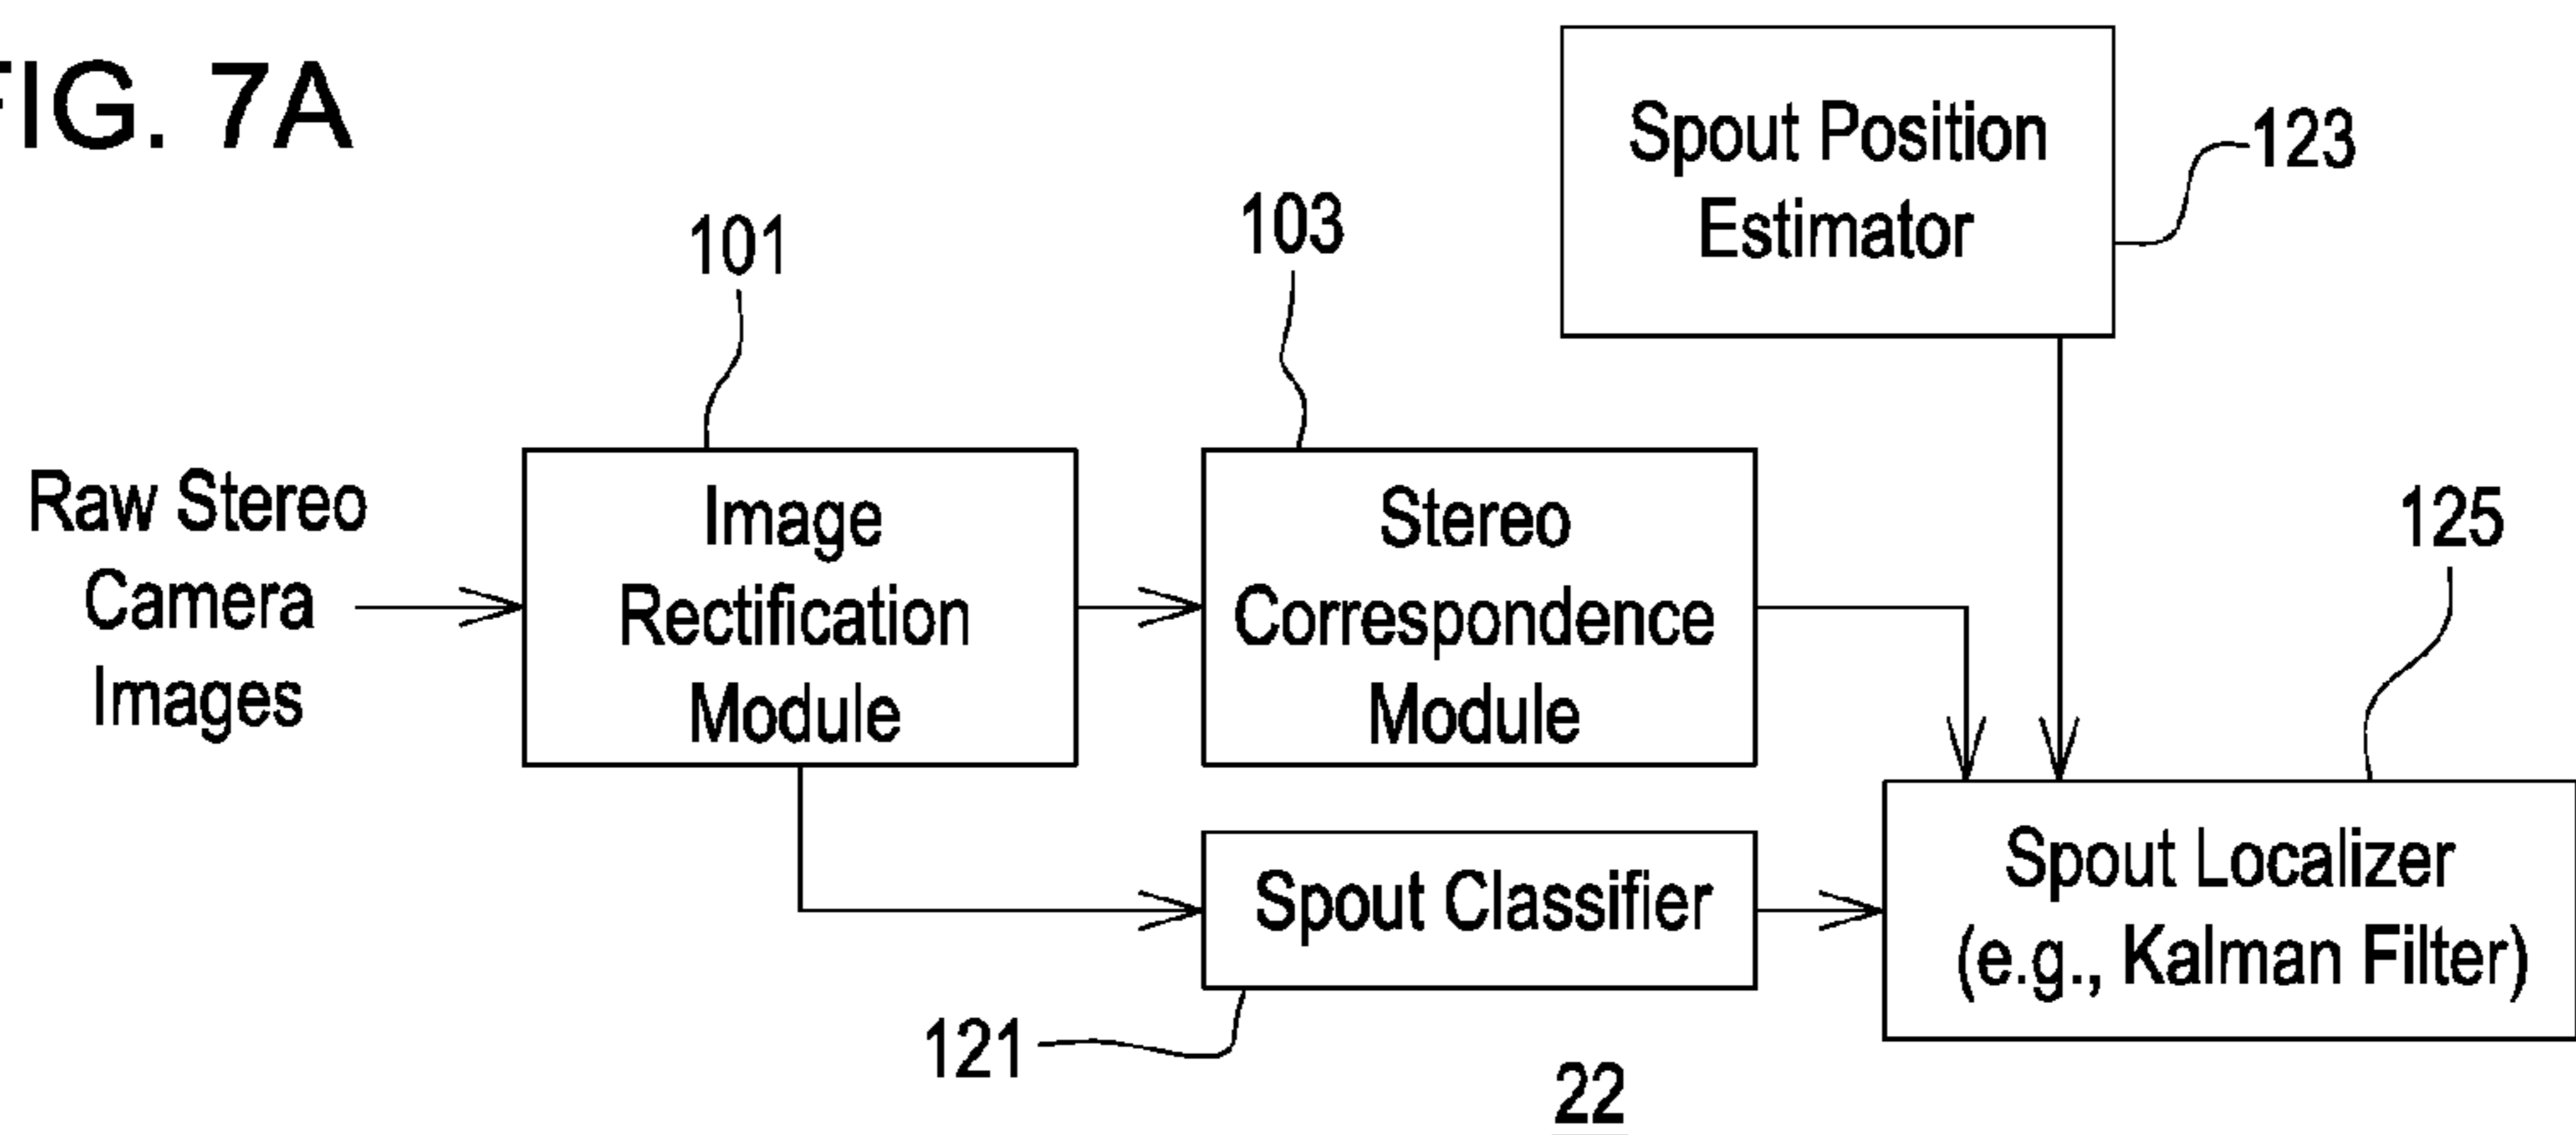 FIG. 7A
Spout Position
Estimator
123
101
103
Raw Stereo
Camera
Images
Image
Rectification
Module
Stereo
Correspondence
Module
125
Spout Classifier
Spout Localizer
(e.g., Kalman Filter)
121
22